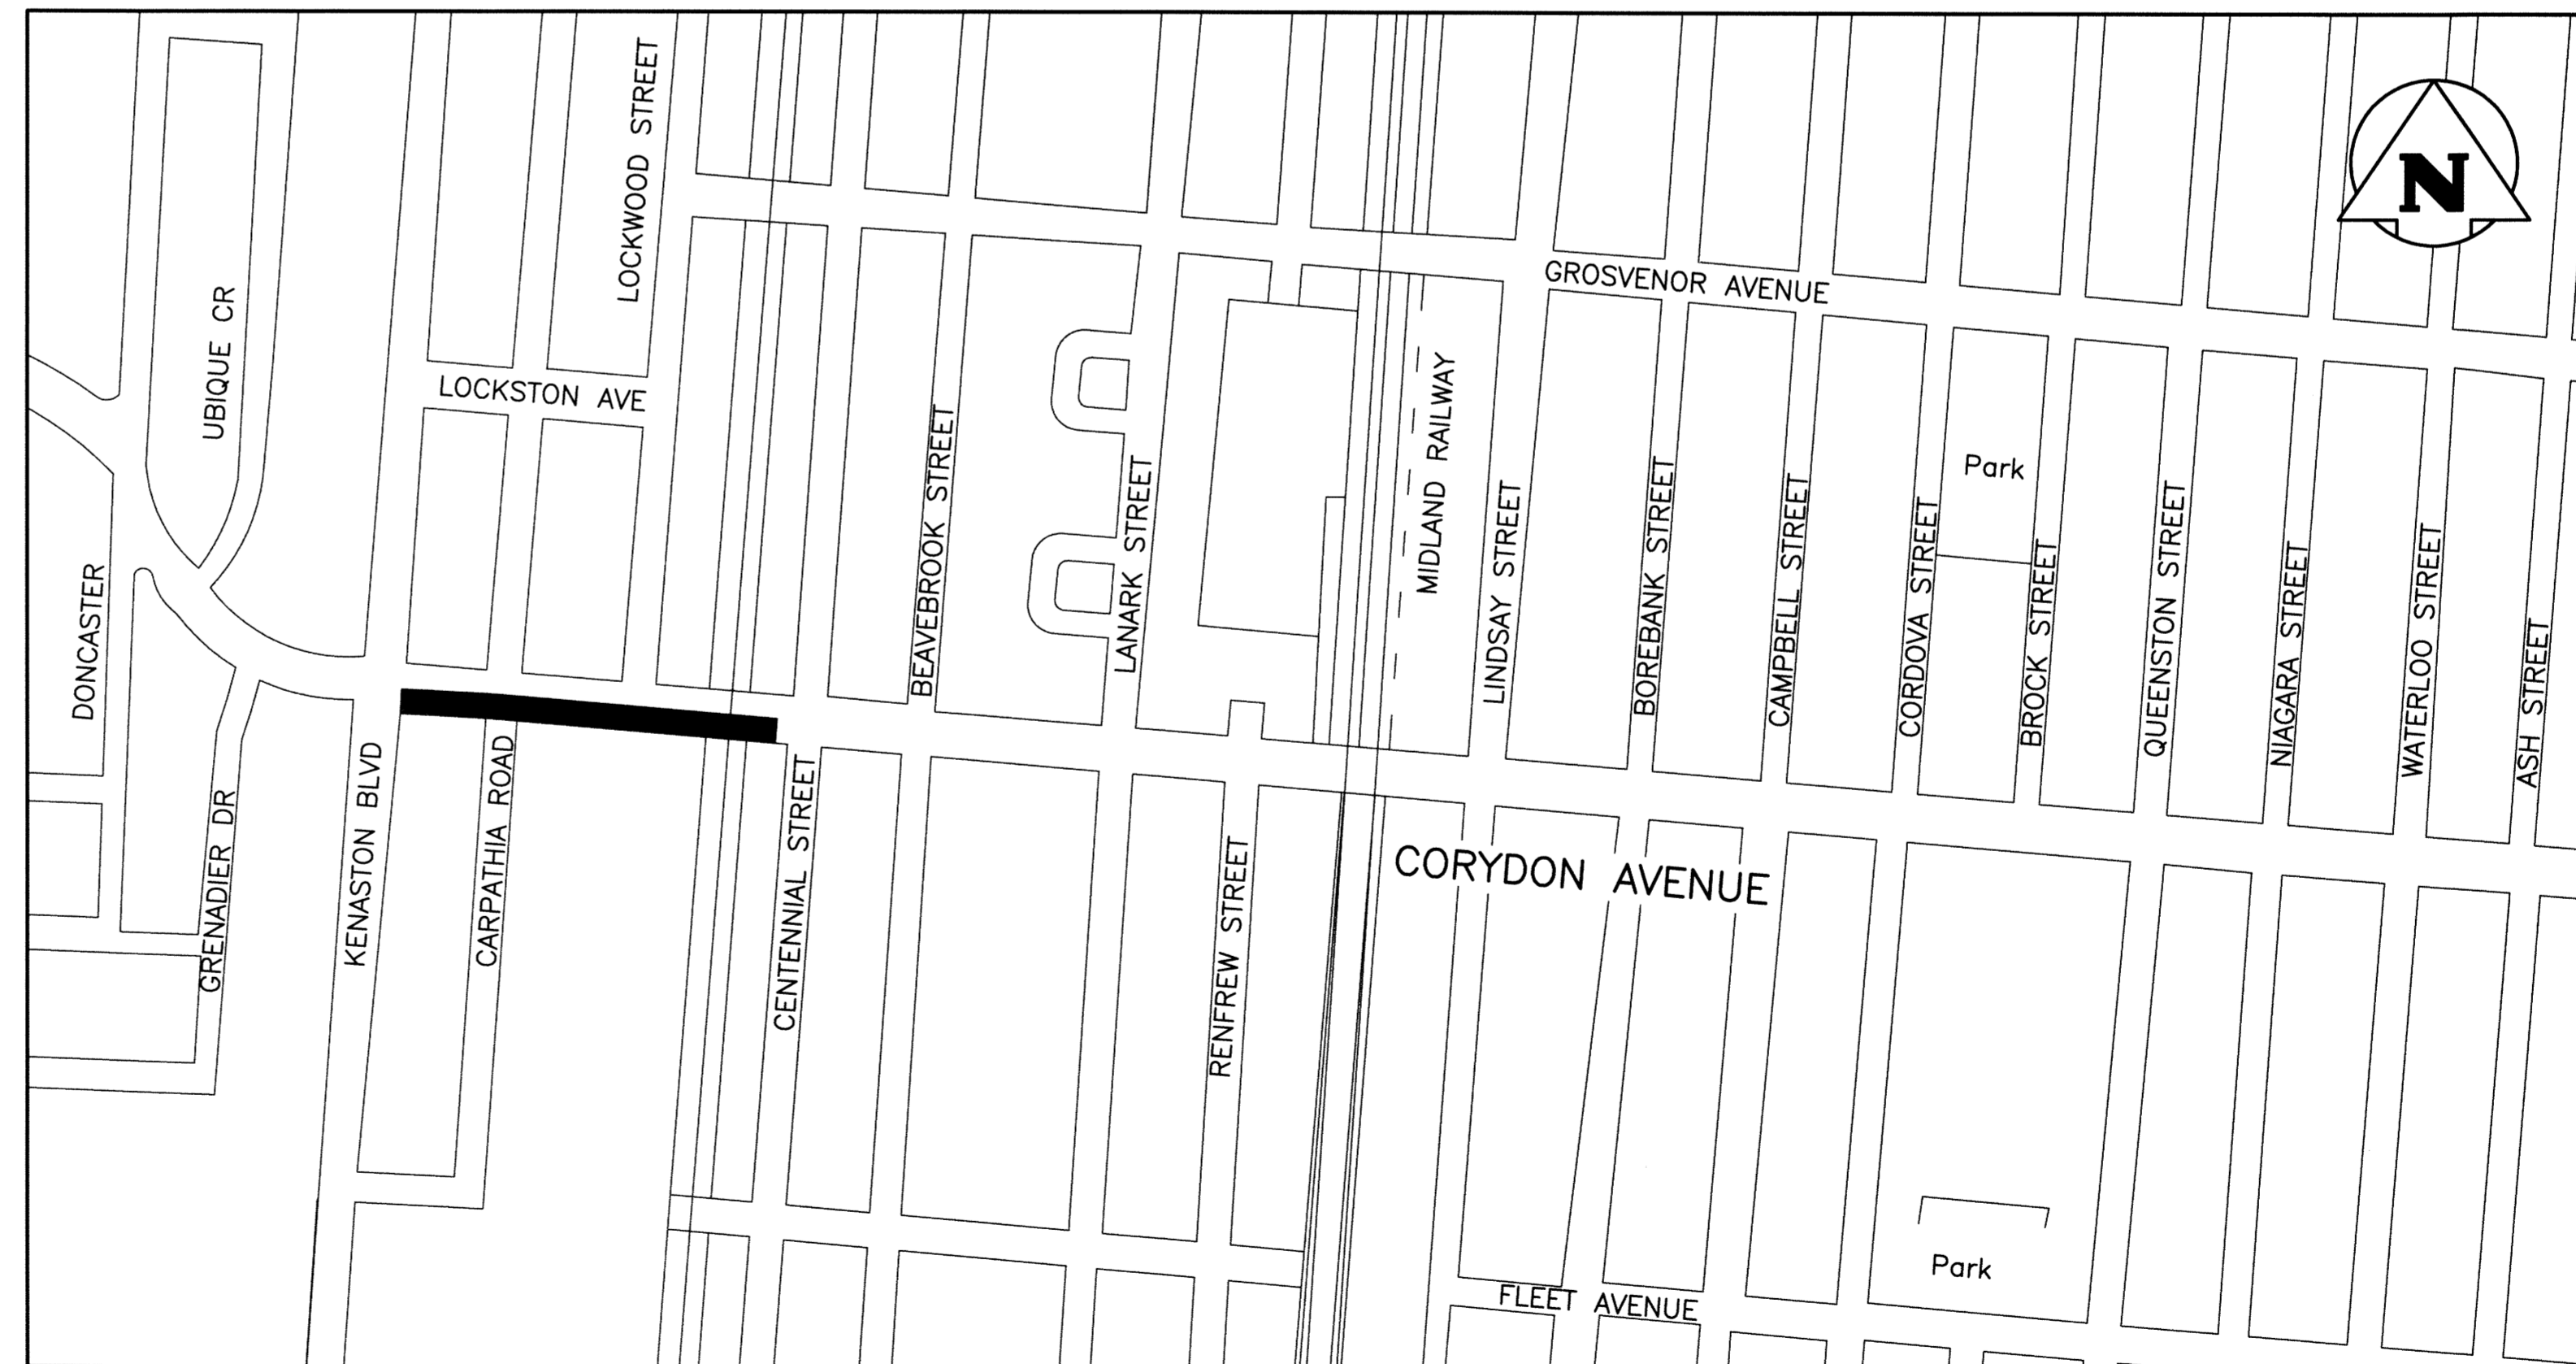 LOCKWOOD STREET
N
UBIQUE CR
GROSVENOR AVENUE
LOCKSTON AVE
MIDLAND RAILWAY
BEAVEBROOK STREET
LANARK STREET
LINDSAY STREET
BOREBANK STREET
CAMPBELL STREET
CORDOVA STREET
Park
BROCK STREET
QUEENSTON STREET
NIAGARA STREET
WATERLOO STREET
ASH STREET
DONCASTER
GRENADIER DR
KENASTON BLVD
CARPATHIA ROAD
CENTENNIAL STREET
RENFREW STREET
CORYDON AVENUE
Park
FLEET AVENUE